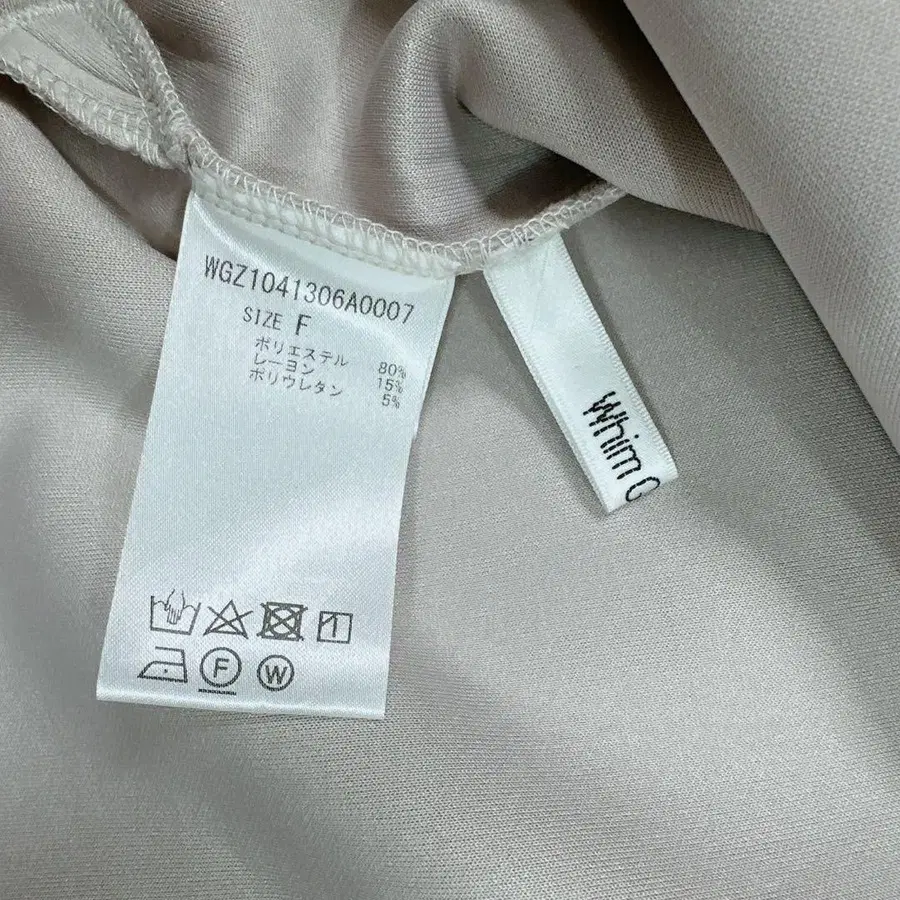 WGZ1041306A0007
SIZE F
ポリエステル 80%
レーヨン 15%
ポリウレタン 5%
1
F
W
Whim G